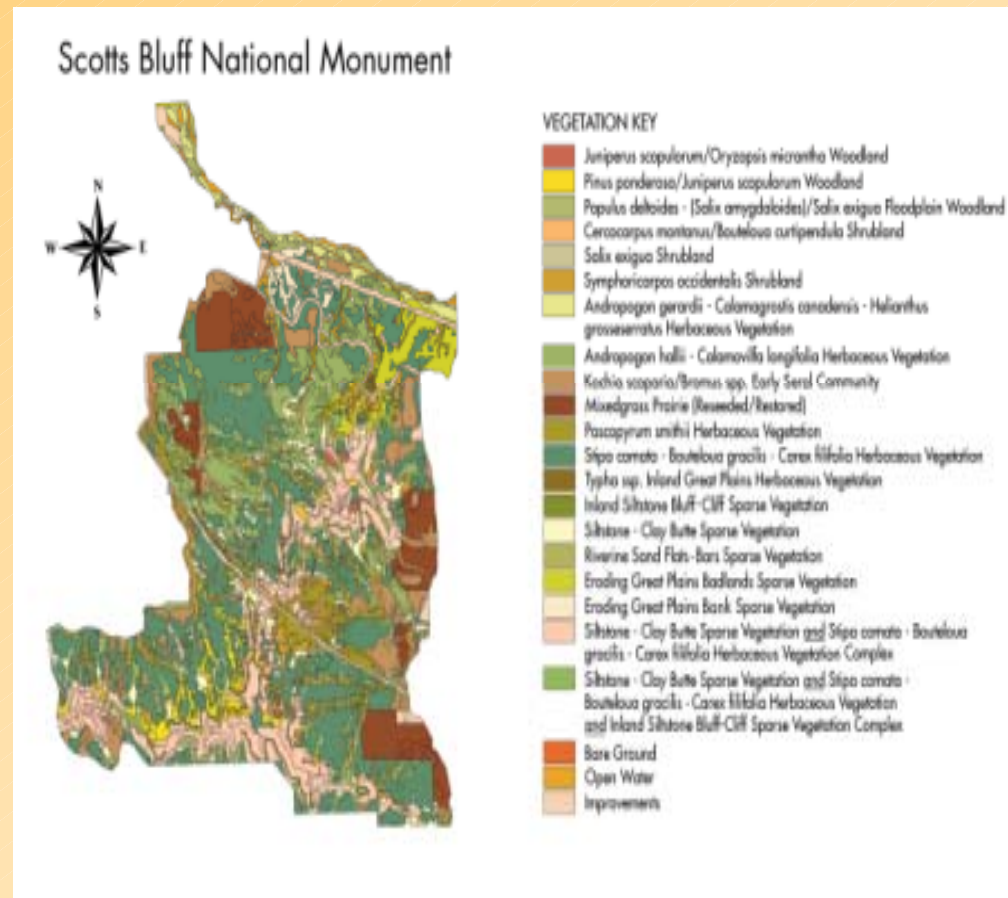 Scotts Bluff National Monument
N
W E
S
VEGETATION KEY
Juniperus scopulorum/Oryzopsis micrantha Woodland
Pinus ponderosa/Juniperus scopulorum Woodland
Populus deltoides - (Salix amygdaloides)/Salix exigua Floodplain Woodland
Cercocarpus montanus/Bouteloua curtipendula Shrubland
Salix exigua Shrubland
Symphoricarpos occidentalis Shrubland
Andropogon gerardii - Calamagrostis canadensis - Helianthus
grosseserratus Herbaceous Vegetation
Andropogon hallii - Calamovilfa longifolia Herbaceous Vegetation
Kochia scoparia/Bromus spp. Early Seral Community
Mixedgrass Prairie (Reseeded/Restored)
Pascopyrum smithii Herbaceous Vegetation
Stipa comata - Bouteloua gracilis - Carex filifolia Herbaceous Vegetation
Typha ssp. Inland Great Plains Herbaceous Vegetation
Inland Siltstone Bluff-Cliff Sparse Vegetation
Siltstone - Clay Butte Sparse Vegetation
Riverine Sand Flats-Bars Sparse Vegetation
Eroding Great Plains Badlands Sparse Vegetation
Eroding Great Plains Bank Sparse Vegetation
Siltstone - Clay Butte Sparse Vegetation and Stipa comata - Bouteloua
gracilis - Carex filifolia Herbaceous Vegetation Complex
Siltstone - Clay Butte Sparse Vegetation and Stipa comata -
Bouteloua gracilis - Carex filifolia Herbaceous Vegetation
and Inland Siltstone Bluff-Cliff Sparse Vegetation Complex
Bare Ground
Open Water
Improvements